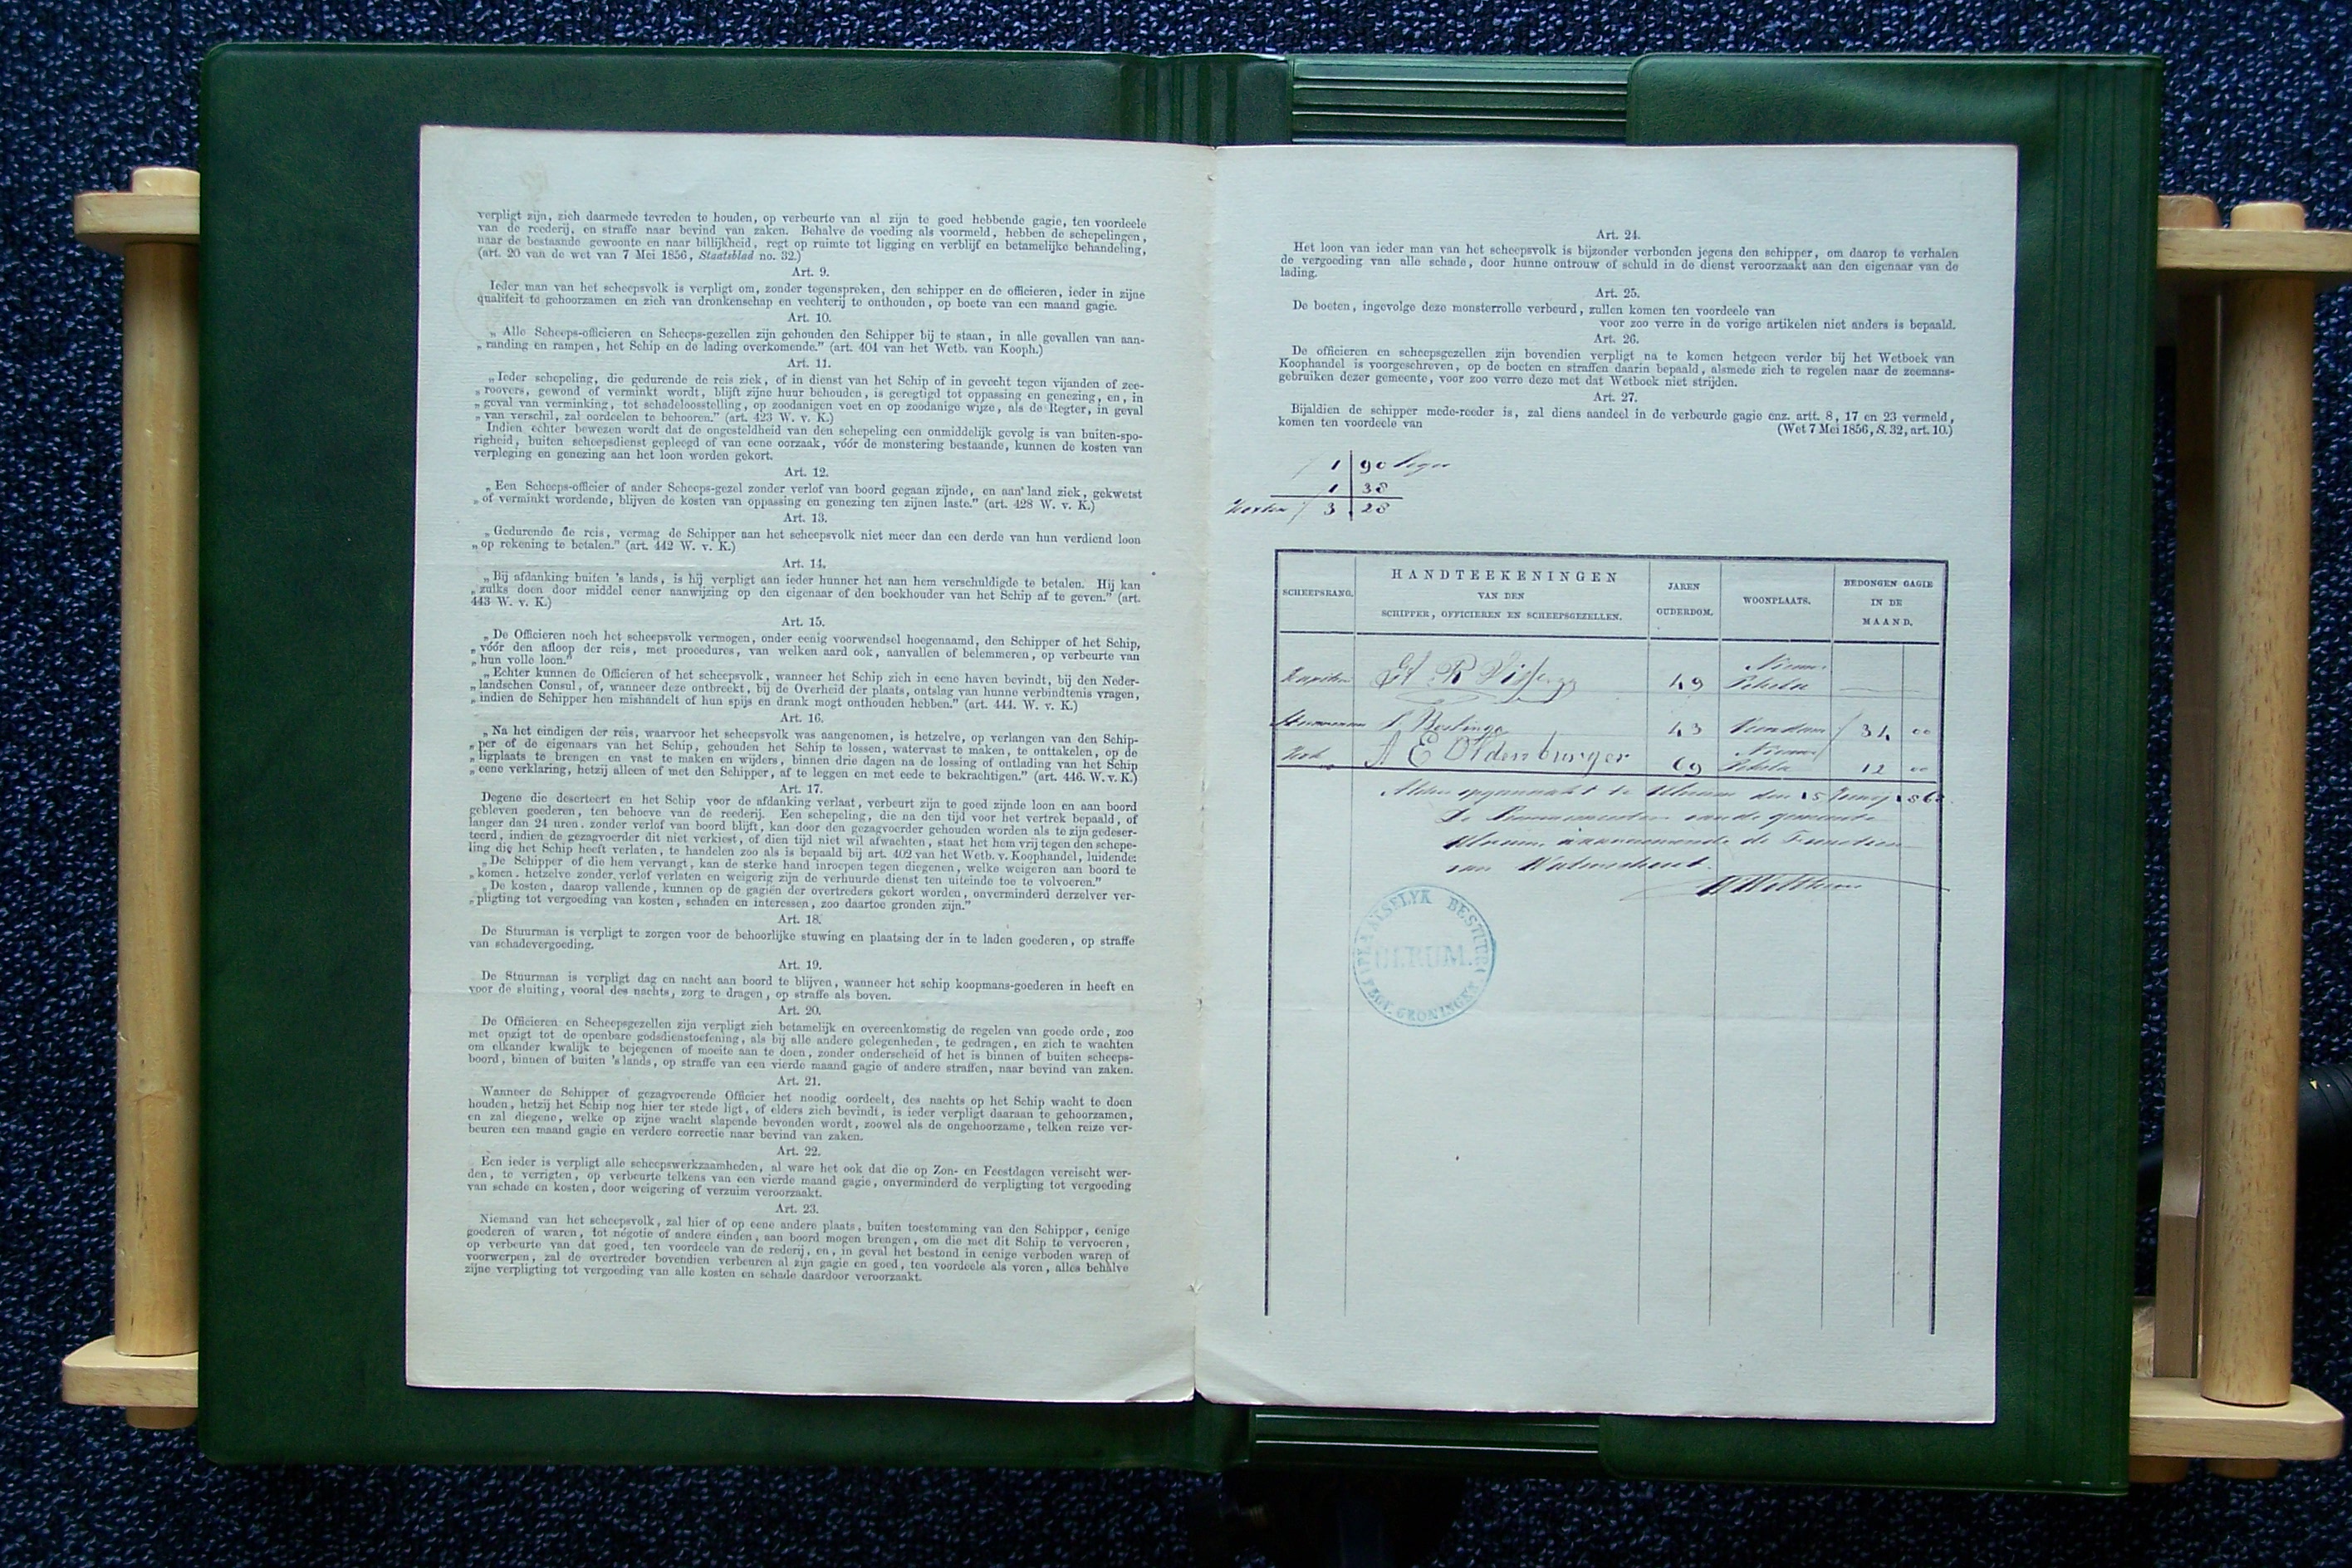 verpligt zijn, zich daarmede tevreden te houden, op verbeurte van al zijn te goed hebbende gagie, ten voordeele
van de reederij, en straffe naar bevind van zaken. Behalve de voeding als voormeld, hebben de schepelingen,
naar de bestaande gewoonte en naar billijkheid, regt op ruimte tot ligging en verblijf en betamelijke behandeling,
(art. 20 van de wet van 7 Mei 1856, Staatsblad no. 32.)
Art. 9.
Ieder man van het scheepsvolk is verpligt om, zonder tegenspreken, den schipper en de officieren, ieder in zijne
qualiteit te gehoorzamen en zich van dronkenschap en vechterij te onthouden, op boete van een maand gagie.
Art. 10.
„Alle Scheeps-officieren en Scheeps-gezellen zijn gehouden den Schipper bij te staan, in alle gevallen van aan-
„randing en rampen, het Schip en de lading overkomende.” (art. 404 van het Wetb. van Kooph.)
Art. 11.
„Ieder schepeling, die gedurende de reis ziek, of in dienst van het Schip of in gevecht tegen vijanden of zee-
„roovers, gewond of verminkt wordt, blijft zijne huur behouden, is geregtigd tot oppassing en genezing, en, in
„geval van verminking, tot schadeloosstelling, op zoodanigen voet en op zoodanige wijze, als de Regter, in geval
„van verschil, zal oordeelen te behooren.” (art. 423 W. v. K.)
Indien echter bewezen wordt dat de ongesteldheid van den schepeling een onmiddelijk gevolg is van buiten-spo-
righeid, buiten scheepsdienst gepleegd of van eene oorzaak, vóór de monstering bestaande, kunnen de kosten van
verpleging en genezing aan het loon worden gekort.
Art. 12.
„Een Scheeps-officier of ander Scheeps-gezel zonder verlof van boord gegaan zijnde, en aan land ziek, gekwetst
„of verminkt wordende, blijven de kosten van oppassing en genezing ten zijnen laste.” (art. 428 W. v. K.)
Art. 13.
„Gedurende de reis, vermag de Schipper aan het scheepsvolk niet meer dan een derde van hun verdiend loon
„op rekening te betalen.” (art. 442 W. v. K.)
Art. 14.
„Bij afdanking buiten 's lands, is hij verpligt aan ieder hunner het aan hem verschuldigde te betalen. Hij kan
„zulks doen door middel eener aanwijzing op den eigenaar of den boekhouder van het Schip af te geven.” (art.
443 W. v. K.)
Art. 15.
„De Officieren noch het scheepsvolk vermogen, onder eenig voorwendsel hoegenaamd, den Schipper of het Schip,
„vóór den afloop der reis, met procedures, van welken aard ook, aanvallen of belemmeren, op verbeurte van
„hun volle loon.”
„Echter kunnen de Officieren of het scheepsvolk, wanneer het Schip zich in eene haven bevindt, bij den Neder-
„landschen Consul, of, wanneer deze ontbreekt, bij de Overheid der plaats, ontslag van hunne verbindtenis vragen,
„indien de Schipper hen mishandelt of hun spijs en drank mogt onthouden hebben.” (art. 444. W. v. K.)
Art. 16.
„Na het eindigen der reis, waarvoor het scheepsvolk was aangenomen, is hetzelve, op verlangen van den Schip-
„per of de eigenaars van het Schip, gehouden het Schip te lossen, watervast te maken, te onttakelen, op de
„ligplaats te brengen en vast te maken en wijders, binnen drie dagen na de lossing of ontlading van het Schip
„eene verklaring, hetzij alleen of met den Schipper, af te leggen en met eede te bekrachtigen.” (art. 446. W. v. K.)
Art. 17.
Degene die deserteert en het Schip voor de afdanking verlaat, verbeurt zijn te goed zijnde loon en aan boord
gebleven goederen, ten behoeve van de reederij. Een schepeling, die na den tijd voor het vertrek bepaald, of
langer dan 24 uren, zonder verlof van boord blijft, kan door den gezagvoerder gehouden worden als te zijn gedeser-
teerd, indien de gezagvoerder dit niet verkiest, of dien tijd niet wil afwachten, staat het hem vrij tegen den schepe-
ling die het Schip heeft verlaten, te handelen zoo als is bepaald bij art. 402 van het Wetb. v. Koophandel, luidende:
„De Schipper of die hem vervangt, kan de sterke hand inroepen tegen diegenen, welke weigeren aan boord te
„komen, hetzelve zonder verlof verlaten en weigerig zijn de verhuurde dienst ten uiteinde toe te volvoeren.”
„De kosten, daarop vallende, kunnen op de gagiën der overtreders gekort worden, onverminderd derzelver ver-
„pligting tot vergoeding van kosten, schaden en interessen, zoo daartoe gronden zijn.”
Art. 18.
De Stuurman is verpligt te zorgen voor de behoorlijke stuwing en plaatsing der in te laden goederen, op straffe
van schadevergoeding.
Art. 19.
De Stuurman is verpligt dag en nacht aan boord te blijven, wanneer het schip koopmans-goederen in heeft en
voor de sluiting, vooral des nachts, zorg te dragen, op straffe als boven.
Art. 20.
De Officieren en Scheepsgezellen zijn verpligt zich betamelijk en overeenkomstig de regelen van goede orde, zoo
met opzigt tot de openbare godsdienstoefening, als bij alle andere gelegenheden, te gedragen, en zich te wachten
om elkander kwalijk te bejegenen of moeite aan te doen, zonder onderscheid of het is binnen of buiten scheeps-
boord, binnen of buiten 's lands, op straffe van een vierde maand gagie of andere straffen, naar bevind van zaken.
Art. 21.
Wanneer de Schipper of gezagvoerende Officier het noodig oordeelt, des nachts op het Schip wacht te doen
houden, hetzij het Schip nog hier ter stede ligt, of elders zich bevindt, is ieder verpligt daaraan te gehoorzamen,
en zal diegene, welke op zijne wacht slapende bevonden wordt, zoowel als de ongehoorzame, telken reize ver-
beuren een maand gagie en verdere correctie naar bevind van zaken.
Art. 22.
Een ieder is verpligt alle scheepswerkzaamheden, al ware het ook dat die op Zon- en Feestdagen vereischt wer-
den, te verrigten, op verbeurte telkens van een vierde maand gagie, onverminderd de verpligting tot vergoeding
van schade en kosten, door weigering of verzuim veroorzaakt.
Art. 23.
Niemand van het scheepsvolk, zal hier of op eene andere plaats, buiten toestemming van den Schipper, eenige
goederen of waren, tot négotie of andere einden, aan boord mogen brengen, om die met dit Schip te vervoeren,
op verbeurte van dat goed, ten voordeele van de rederij, en, in geval het bestond in eenige verboden waren of
voorwerpen, zal de overtreder bovendien verbeuren al zijn gagie en goed, ten voordeele als voren, alles behalve
zijne verpligting tot vergoeding van alle kosten en schade daardoor veroorzaakt.
Art. 24.
Het loon van ieder man van het scheepsvolk is bijzonder verbonden jegens den schipper, om daarop te verhalen
de vergoeding van alle schade, door hunne ontrouw of schuld in de dienst veroorzaakt aan den eigenaar van de
lading.
Art. 25.
De boeten, ingevolge deze monsterrolle verbeurd, zullen komen ten voordeele van
voor zoo verre in de vorige artikelen niet anders is bepaald.
Art. 26.
De officieren en scheepsgezellen zijn bovendien verpligt na te komen hetgeen verder bij het Wetboek van
Koophandel is voorgeschreven, op de boeten en straffen daarin bepaald, alsmede zich te regelen naar de zeemans-
gebruiken dezer gemeente, voor zoo verre deze met dat Wetboek niet strijden.
Art. 27.
Bijaldien de schipper mede-reeder is, zal diens aandeel in de verbeurde gagie enz. artt. 8, 17 en 23 vermeld,
komen ten voordeele van
(Wet 7 Mei 1856, S. 32, art. 10.)
1 90 leges
1 38
Kosten f 3 28
SCHEEPSRANG.
HANDTEEKENINGEN
VAN DEN
SCHIPPER, OFFICIEREN EN SCHEEPSGEZELLEN.
JAREN
OUDERDOM.
WOONPLAATS.
BEDONGEN GAGIE
IN DE
MAAND.
Kapitein R Visser 49 Nieuwe Pekela
Stuurman Veendam f 34 00
Kok A E Oldenburger 69 Nieuwe Pekela 12 00
Aldus opgemaakt te Ulrum den 15 186
De Burgemeester van de gemeente
Ulrum waarnemende de Functien
van Waterschout
PLAATSELYK BESTUUR
ULRUM.
GRONINGEN